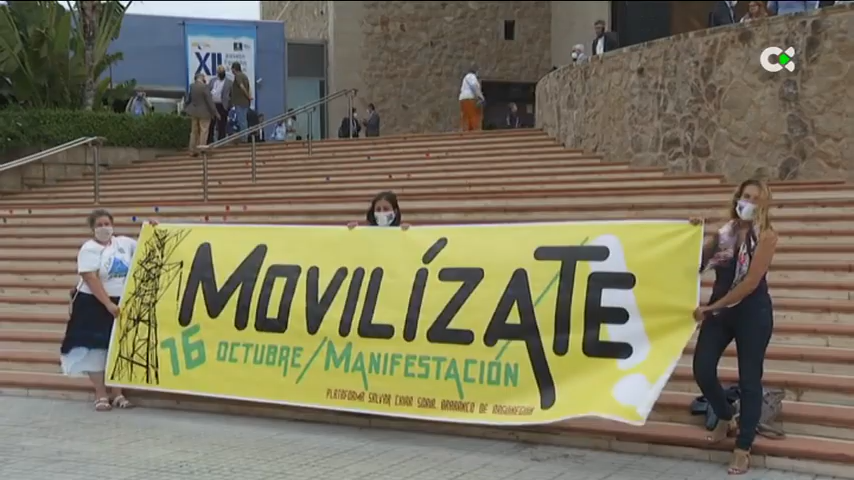 XII
MOVILÍZATE!
16 OCTUBRE/MANIFESTACIÓN
PLATAFORMA SALVAR CHIRA SORIA, BARRANCO DE ARGUINEGUÍN